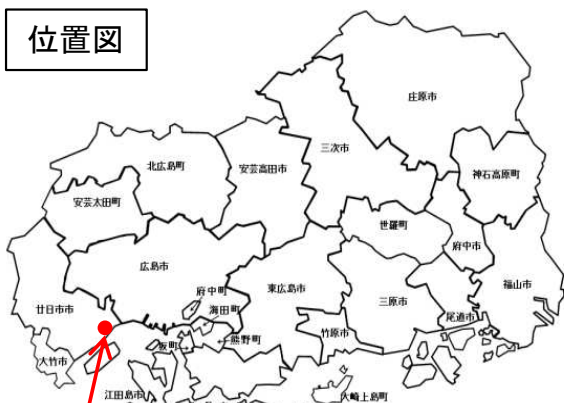 位置図
庄原市
三次市
北広島町
安芸高田市
神石高原町
安芸太田町
世羅町
府中市
広島市
府中町
東広島市
福山市
海田町
三原市
廿日市市
尾道市
竹原市
熊野町
坂町
大竹市
江田島市
大崎上島町